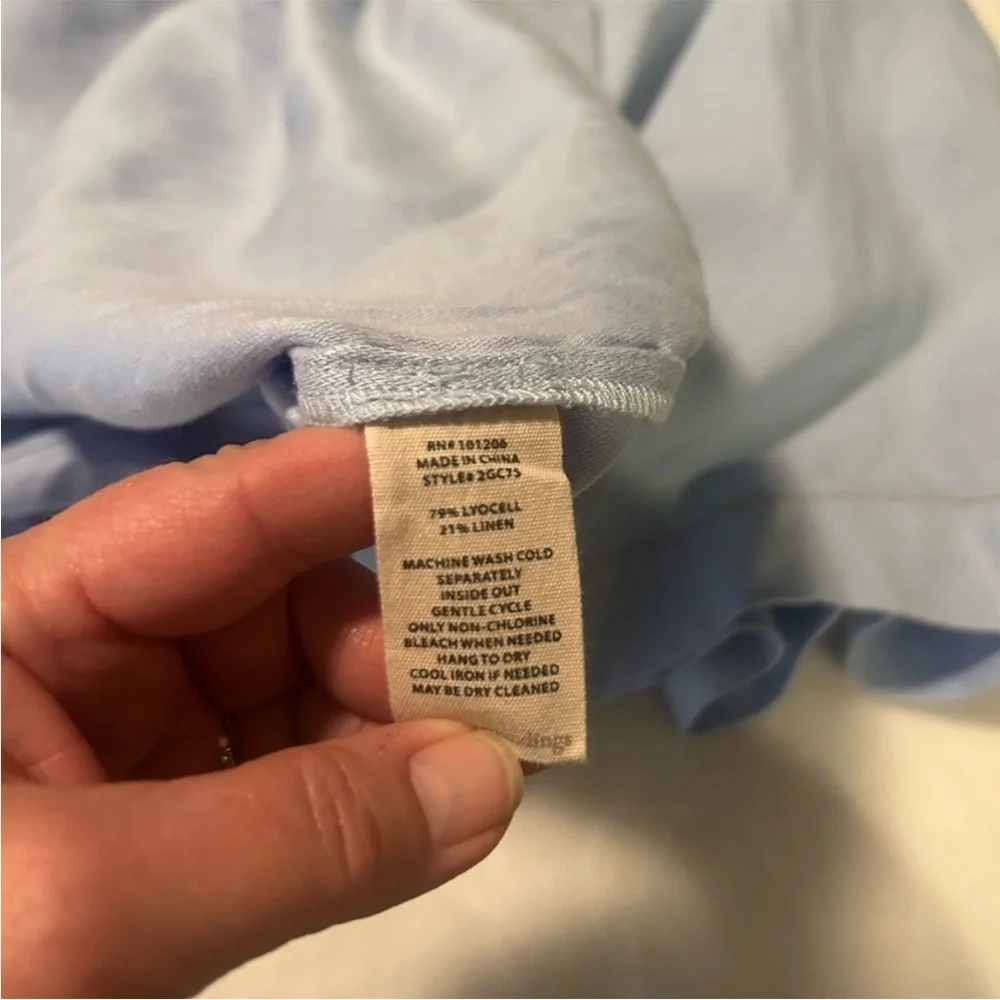 RN# 101206
MADE IN CHINA
STYLE# 2GC75
79% LYOCELL
21% LINEN
MACHINE WASH COLD
SEPARATELY
INSIDE OUT
GENTLE CYCLE
ONLY NON-CHLORINE
BLEACH WHEN NEEDED
HANG TO DRY
COOL IRON IF NEEDED
MAY BE DRY CLEANED